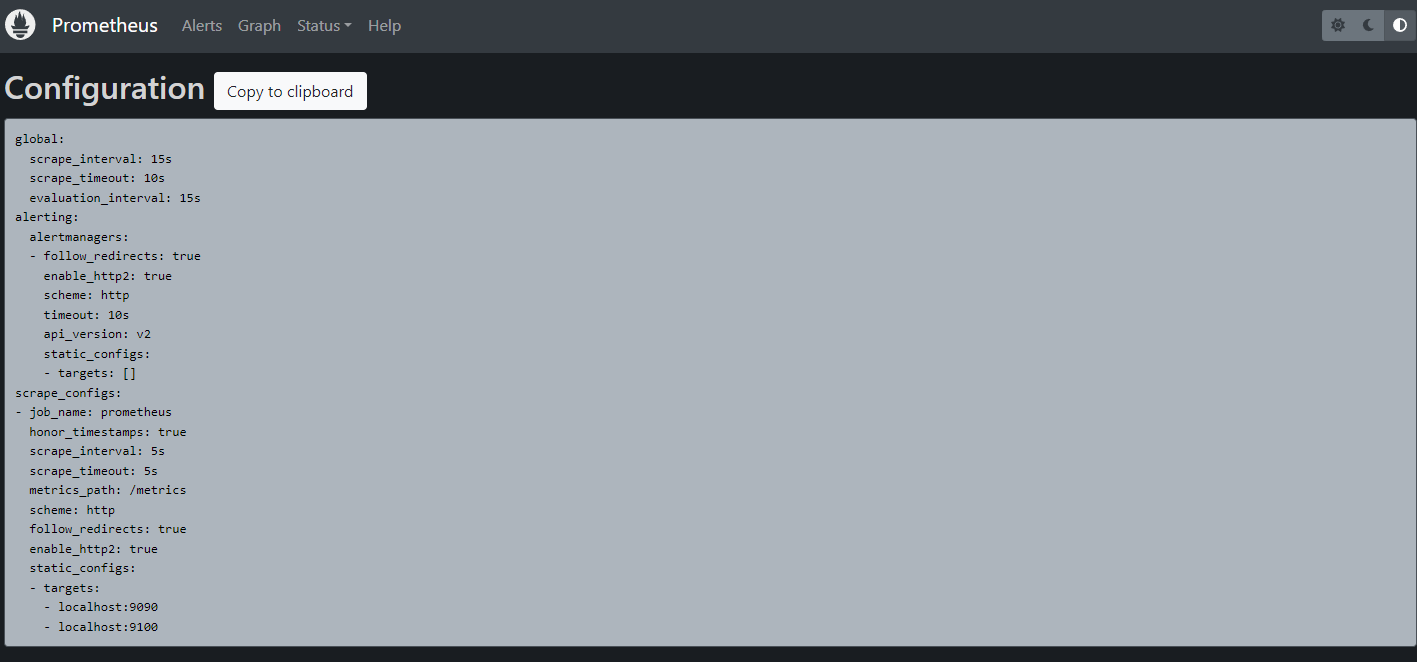 Prometheus Alerts Graph Status Help
Configuration Copy to clipboard
global:
  scrape_interval: 15s
  scrape_timeout: 10s
  evaluation_interval: 15s
alerting:
  alertmanagers:
  - follow_redirects: true
    enable_http2: true
    scheme: http
    timeout: 10s
    api_version: v2
    static_configs:
    - targets: []
scrape_configs:
- job_name: prometheus
  honor_timestamps: true
  scrape_interval: 5s
  scrape_timeout: 5s
  metrics_path: /metrics
  scheme: http
  follow_redirects: true
  enable_http2: true
  static_configs:
  - targets:
    - localhost:9090
    - localhost:9100